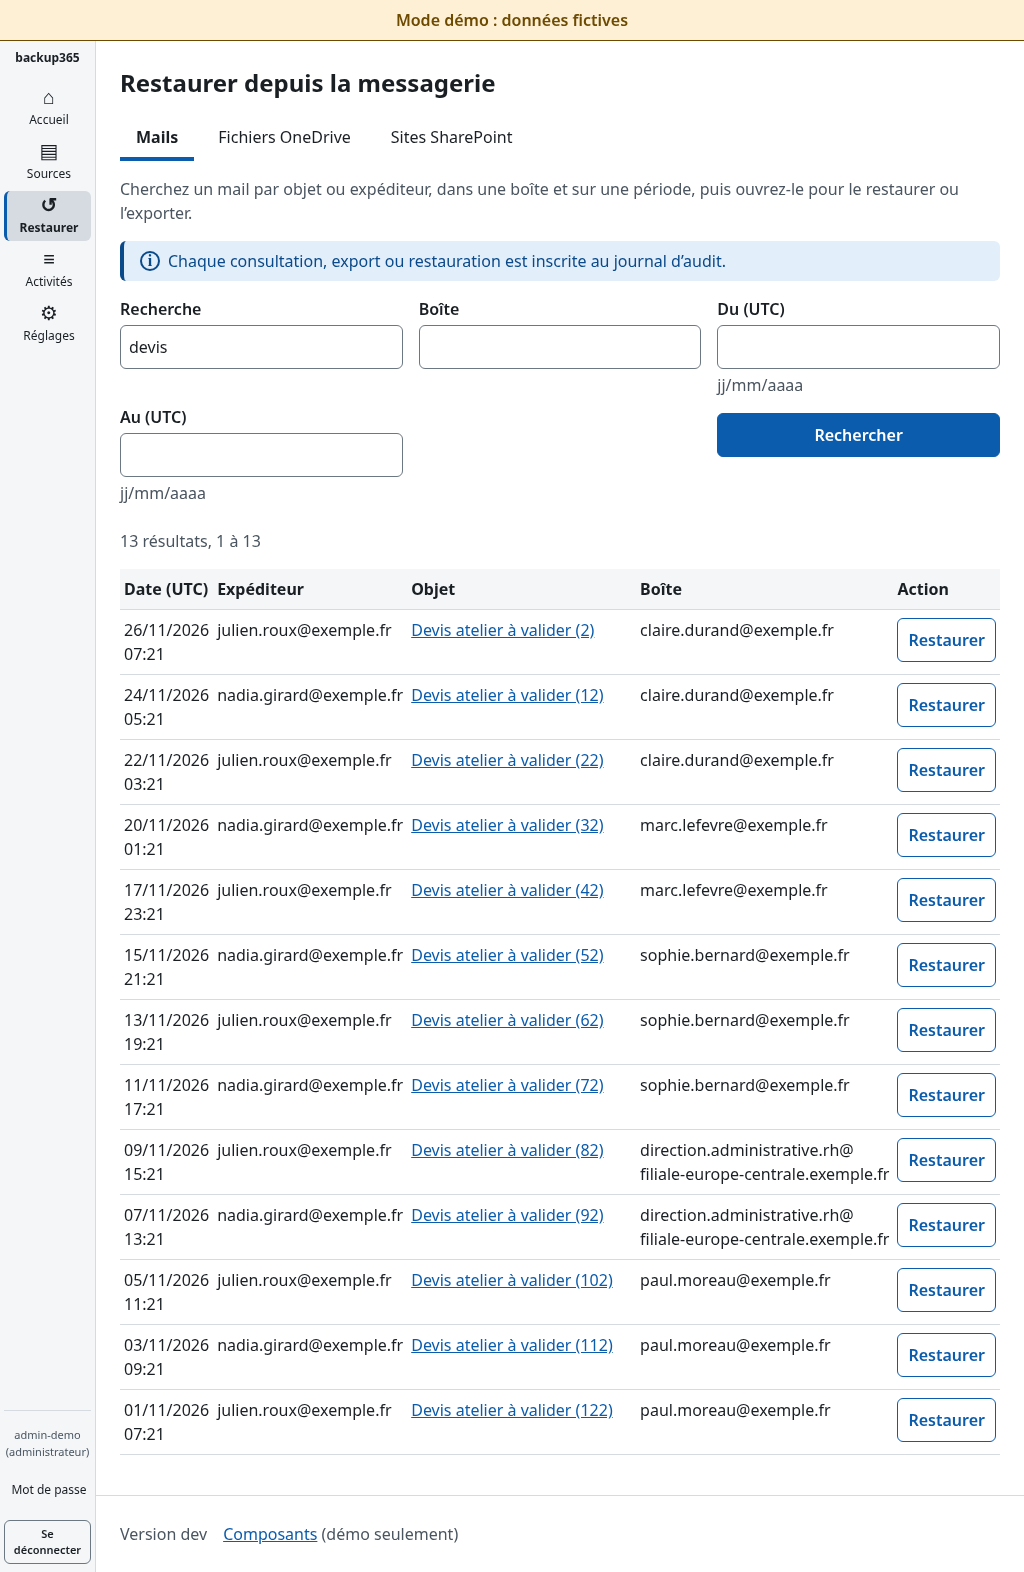 Mode démo : données fictives
backup365
Accueil
Sources
Restaurer
Activités
Réglages
admin-demo
(administrateur)
Mot de passe
Se
déconnecter
Restaurer depuis la messagerie
Mails Fichiers OneDrive Sites SharePoint
Cherchez un mail par objet ou expéditeur, dans une boîte et sur une période, puis ouvrez-le pour le restaurer ou
l’exporter.
Chaque consultation, export ou restauration est inscrite au journal d’audit.
Recherche Boîte Du (UTC)
devis
jj/mm/aaaa
Au (UTC)
Rechercher
jj/mm/aaaa
13 résultats, 1 à 13
Date (UTC) Expéditeur Objet Boîte Action
26/11/2026 julien.roux@exemple.fr Devis atelier à valider (2) claire.durand@exemple.fr Restaurer
07:21
24/11/2026 nadia.girard@exemple.fr Devis atelier à valider (12) claire.durand@exemple.fr Restaurer
05:21
22/11/2026 julien.roux@exemple.fr Devis atelier à valider (22) claire.durand@exemple.fr Restaurer
03:21
20/11/2026 nadia.girard@exemple.fr Devis atelier à valider (32) marc.lefevre@exemple.fr Restaurer
01:21
17/11/2026 julien.roux@exemple.fr Devis atelier à valider (42) marc.lefevre@exemple.fr Restaurer
23:21
15/11/2026 nadia.girard@exemple.fr Devis atelier à valider (52) sophie.bernard@exemple.fr Restaurer
21:21
13/11/2026 julien.roux@exemple.fr Devis atelier à valider (62) sophie.bernard@exemple.fr Restaurer
19:21
11/11/2026 nadia.girard@exemple.fr Devis atelier à valider (72) sophie.bernard@exemple.fr Restaurer
17:21
09/11/2026 julien.roux@exemple.fr Devis atelier à valider (82) direction.administrative.rh@ Restaurer
15:21 filiale-europe-centrale.exemple.fr
07/11/2026 nadia.girard@exemple.fr Devis atelier à valider (92) direction.administrative.rh@ Restaurer
13:21 filiale-europe-centrale.exemple.fr
05/11/2026 julien.roux@exemple.fr Devis atelier à valider (102) paul.moreau@exemple.fr Restaurer
11:21
03/11/2026 nadia.girard@exemple.fr Devis atelier à valider (112) paul.moreau@exemple.fr Restaurer
09:21
01/11/2026 julien.roux@exemple.fr Devis atelier à valider (122) paul.moreau@exemple.fr Restaurer
07:21
Version dev Composants (démo seulement)